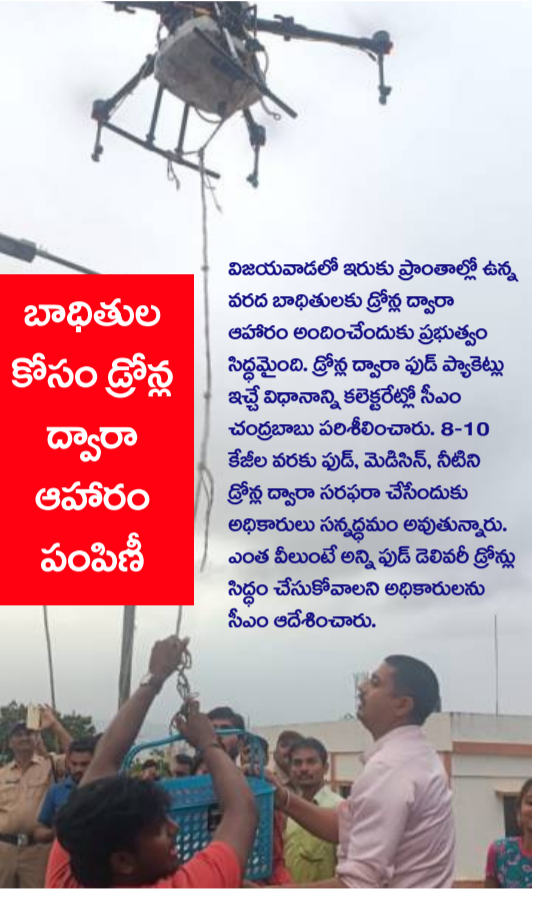 బాధితుల
కోసం డ్రోన్ల
ద్వారా
ఆహారం
పంపిణీ
విజయవాడలో ఇరుకు ప్రాంతాల్లో ఉన్న
వరద బాధితులకు డ్రోన్ల ద్వారా
ఆహారం అందించేందుకు ప్రభుత్వం
సిద్ధమైంది. డ్రోన్ల ద్వారా ఫుడ్ ప్యాకెట్లు
ఇచ్చే విధానాన్ని కలెక్టరేట్లో సీఎం
చంద్రబాబు పరిశీలించారు. 8-10
కేజీల వరకు ఫుడ్, మెడిసిన్, నీటిని
డ్రోన్ల ద్వారా సరఫరా చేసేందుకు
అధికారులు సన్నద్ధమం అవుతున్నారు.
ఎంత వీలుంటే అన్ని ఫుడ్ డెలివరీ డ్రోన్లు
సిద్ధం చేసుకోవాలని అధికారులను
సీఎం ఆదేశించారు.